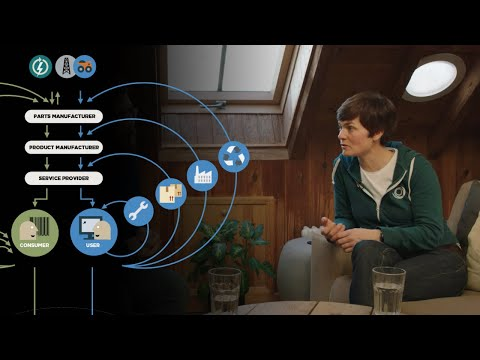 PARTS MANUFACTURER
PRODUCT MANUFACTURER
SERVICE PROVIDER
CONSUMER
USER